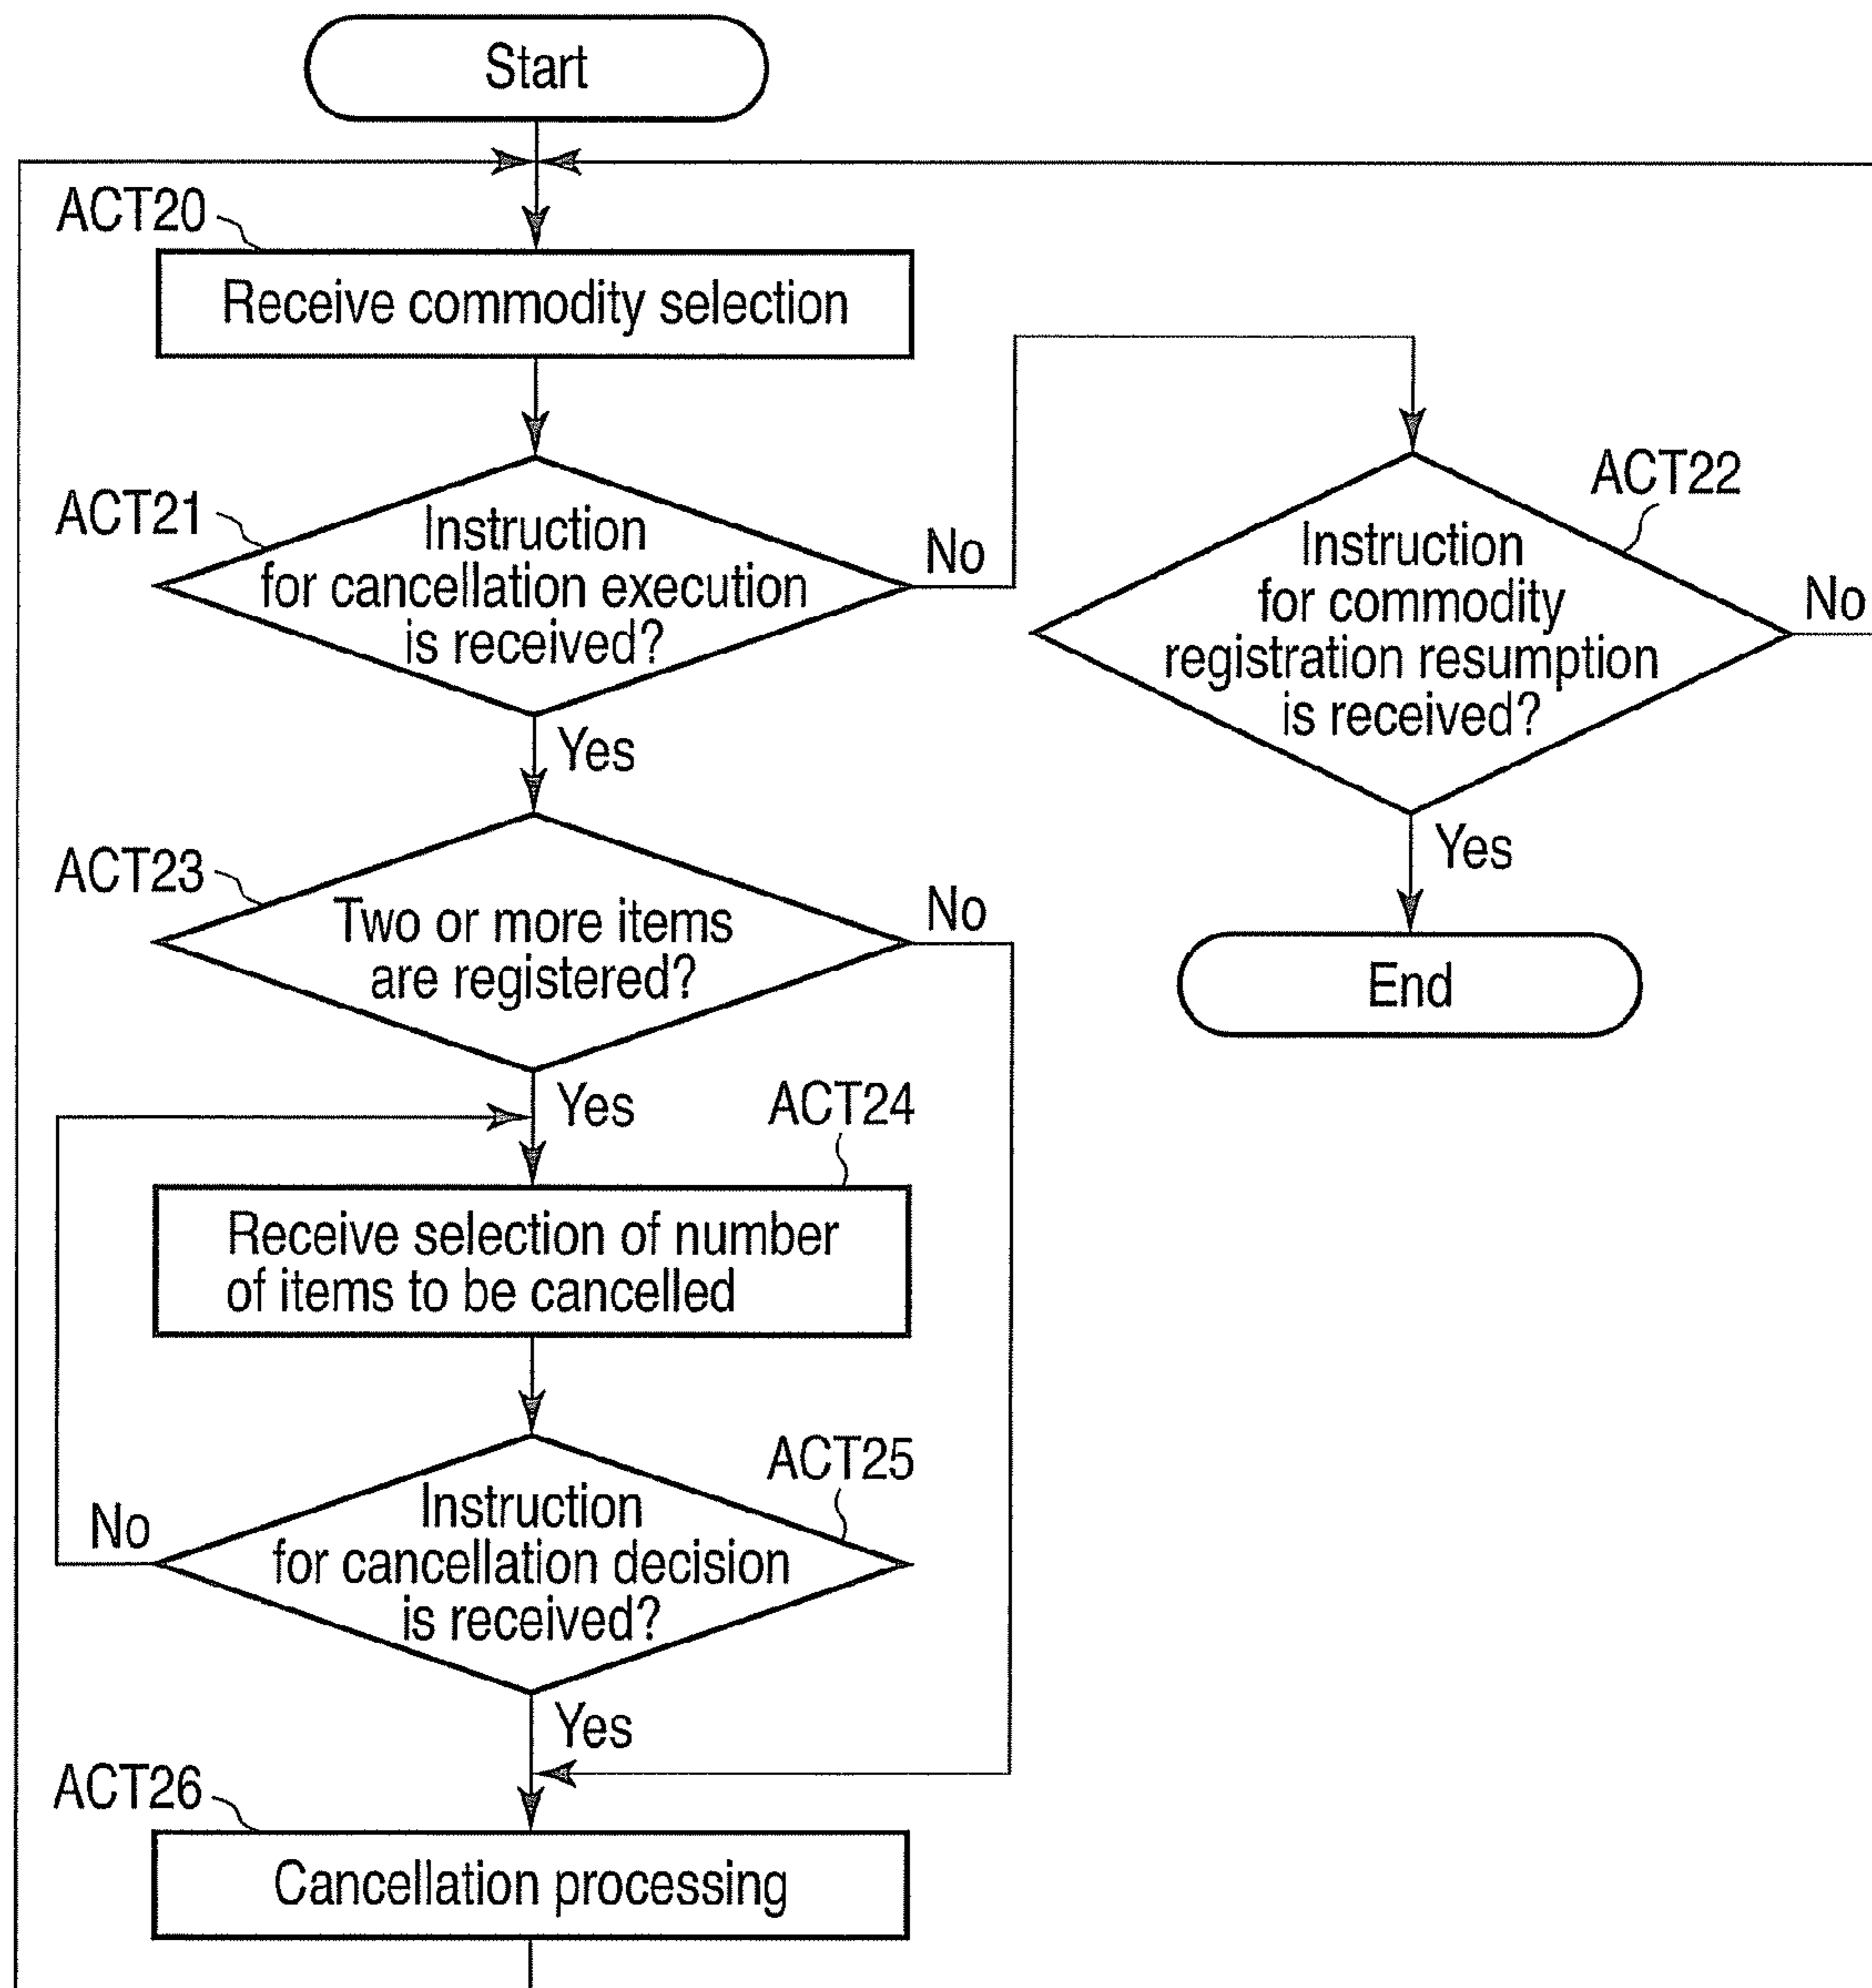 Start
ACT20
Receive commodity selection
ACT21
Instruction
for cancellation execution
is received?
No
Yes
ACT22
Instruction
for commodity
registration resumption
is received?
No
Yes
End
ACT23
Two or more items
are registered?
No
Yes
ACT24
Receive selection of number
of items to be cancelled
ACT25
Instruction
for cancellation decision
is received?
No
Yes
ACT26
Cancellation processing